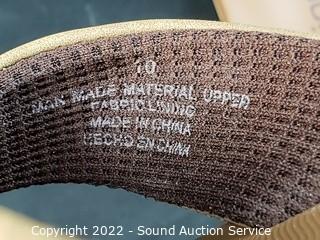 10
MAN MADE MATERIAL UPPER
FABRIC LINING
MADE IN CHINA
HECHO EN CHINA
Copyright 2022 - Sound Auction Service